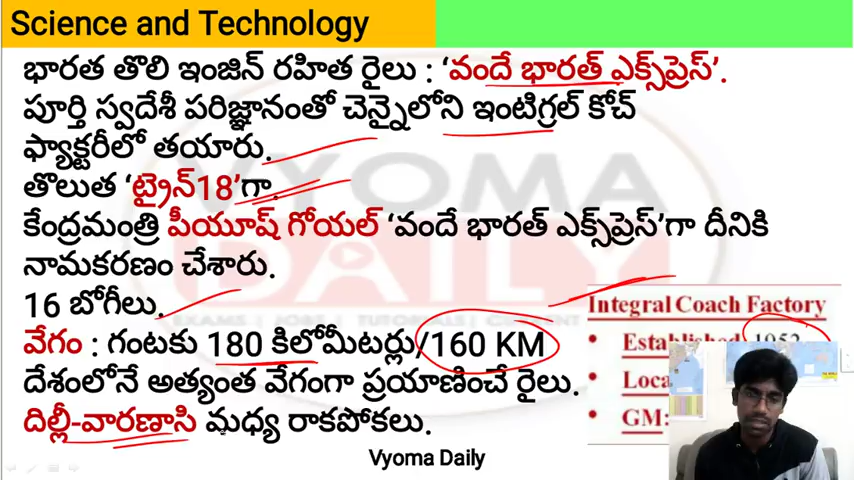 Science and Technology
భారత తొలి ఇంజిన్ రహిత రైలు : ‘వందే భారత్ ఎక్స్‌ప్రెస్’.
పూర్తి స్వదేశీ పరిజ్ఞానంతో చెన్నైలోని ఇంటిగ్రల్ కోచ్
ఫ్యాక్టరీలో తయారు.
తొలుత ‘ట్రైన్18’గా.
కేంద్రమంత్రి పీయూష్ గోయల్ ‘వందే భారత్ ఎక్స్‌ప్రెస్’గా దీనికి
నామకరణం చేశారు.
16 బోగీలు.
వేగం : గంటకు 180 కిలోమీటర్లు/160 KM
దేశంలోనే అత్యంత వేగంగా ప్రయాణించే రైలు.
దిల్లీ-వారణాసి మధ్య రాకపోకలు.
Integral Coach Factory
• Established 1952
•
• GM:
VYOMA
DAILY
Vyoma Daily